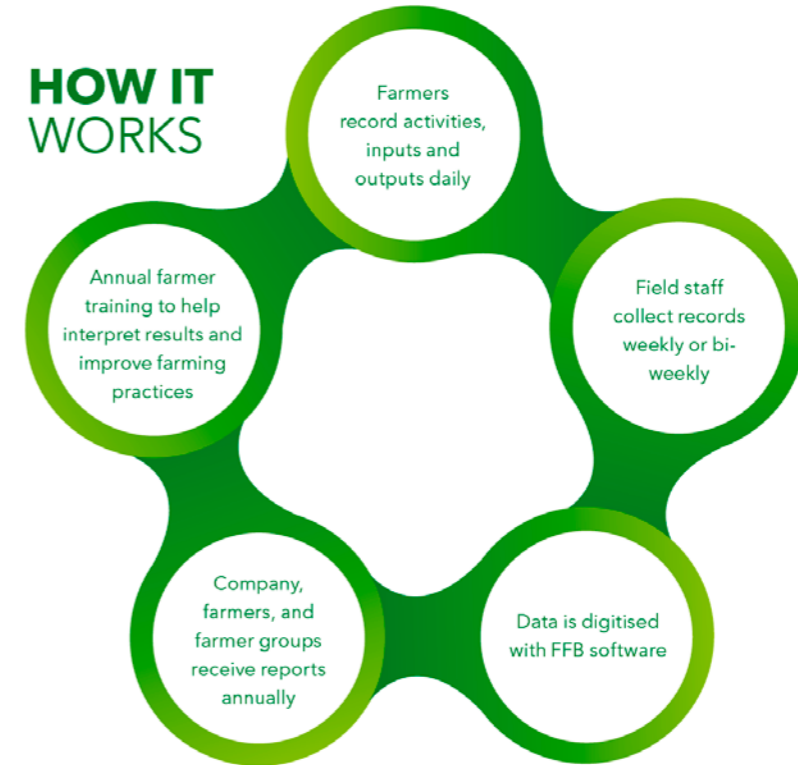 HOW IT
WORKS
Farmers
record activities,
inputs and
outputs daily
Field staff
collect records
weekly or bi-
weekly
Data is digitised
with FFB software
Company,
farmers, and
farmer groups
receive reports
annually
Annual farmer
training to help
interpret results and
improve farming
practices